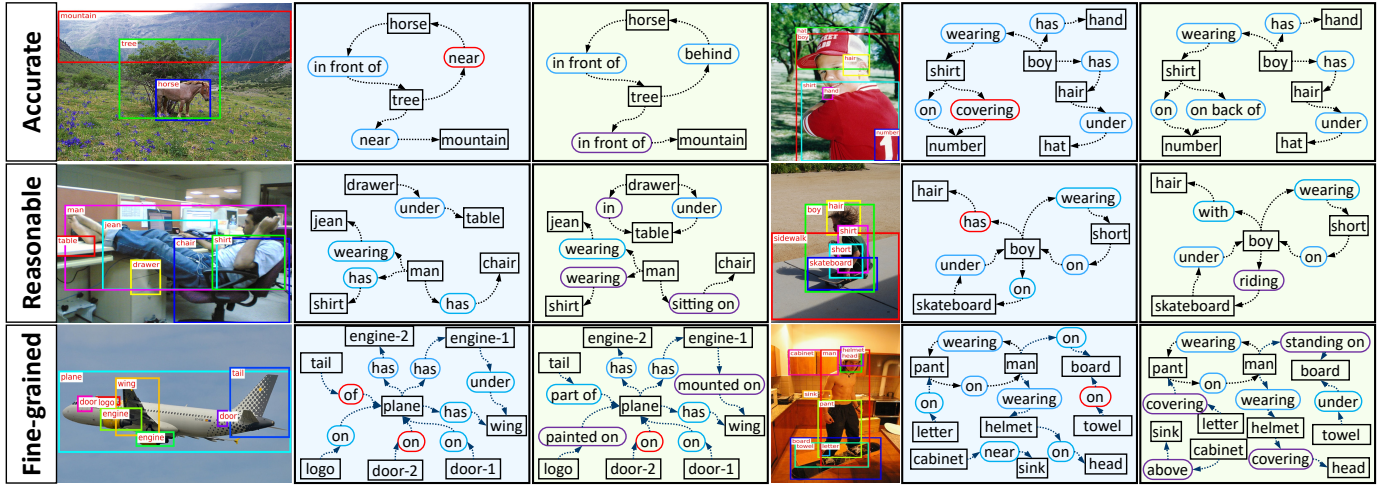 Accurate
mountain
tree
horse
horse
in front of
near
tree
near
mountain
horse
in front of
behind
tree
in front of
mountain
hat
boy
hair
shirt
hand
number
1
wearing
has
hand
shirt
boy
has
on
covering
hair
under
number
hat
wearing
has
hand
shirt
boy
has
on
on back of
hair
under
number
hat
Reasonable
man
jean
table
chair
shirt
drawer
drawer
under
jean
table
wearing
has
man
chair
shirt
has
drawer
in
under
jean
table
wearing
wearing
man
chair
shirt
sitting on
hair
boy
shirt
sidewalk
short
skateboard
hair
wearing
has
short
boy
under
on
on
skateboard
hair
wearing
with
short
boy
under
on
riding
skateboard
Fine-grained
plane
wing
tail
door
logo
engine
door
engine
engine-2
engine-1
tail
has
has
under
of
plane
has
wing
on
on
on
logo
door-2
door-1
engine-2
engine-1
tail
has
has
mounted on
part of
plane
has
wing
painted on
on
on
logo
door-2
door-1
cabinet
man
helmet
head
sink
pant
board
towel
letter
wearing
on
pant
man
board
on
on
wearing
on
letter
helmet
towel
cabinet
near
sink
on
head
wearing
standing on
pant
man
board
on
covering
wearing
under
sink
letter
helmet
towel
cabinet
above
covering
head